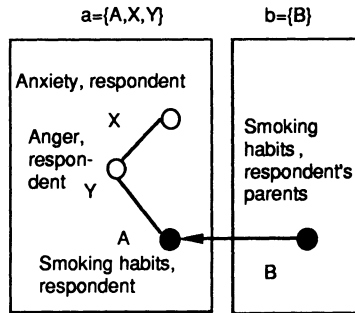 a={A,X,Y}
b={B}
Anxiety, respondent
X
Anger,
respon-
dent
Y
A
Smoking habits,
respondent
Smoking
habits,
respondent's
parents
B